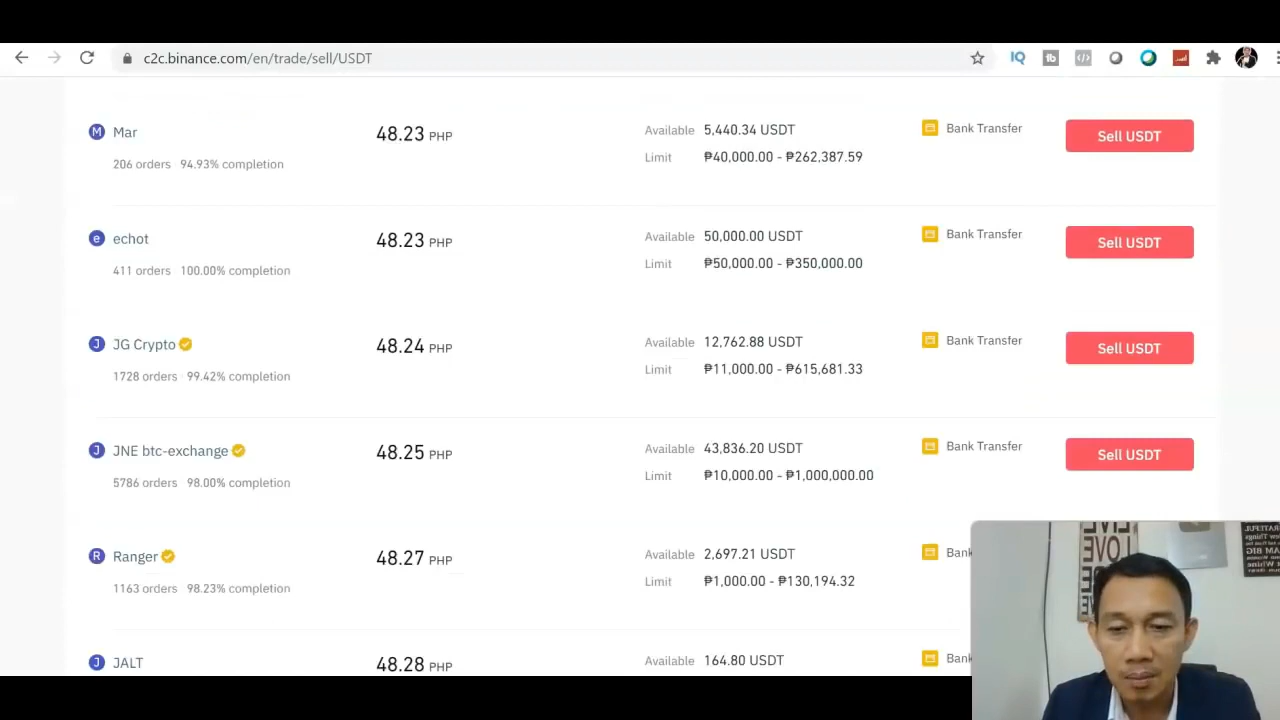 c2c.binance.com/en/trade/sell/USDT
IQ
tb
M Mar
48.23 PHP
Available 5,440.34 USDT
Bank Transfer
Sell USDT
206 orders 94.93% completion
Limit ₱40,000.00 - ₱262,387.59
e echot
48.23 PHP
Available 50,000.00 USDT
Bank Transfer
Sell USDT
411 orders 100.00% completion
Limit ₱50,000.00 - ₱350,000.00
J JG Crypto
48.24 PHP
Available 12,762.88 USDT
Bank Transfer
Sell USDT
1728 orders 99.42% completion
Limit ₱11,000.00 - ₱615,681.33
J JNE btc-exchange
48.25 PHP
Available 43,836.20 USDT
Bank Transfer
Sell USDT
5786 orders 98.00% completion
Limit ₱10,000.00 - ₱1,000,000.00
R Ranger
48.27 PHP
Available 2,697.21 USDT
Bank
1163 orders 98.23% completion
Limit ₱1,000.00 - ₱130,194.32
J JALT
48.28 PHP
Available 164.80 USDT
Bank
LIVE
LOVE